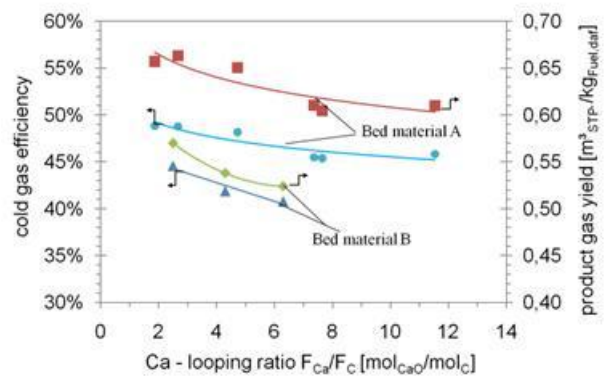 cold gas efficiency
60%
55%
50%
45%
40%
35%
30%
0,70
0,65
0,60
0,55
0,50
0,45
0,40
product gas yield [m³ STP/kgFuel,daf]
Bed material A
Bed material B
0 2 4 6 8 10 12 14
Ca - looping ratio FCa/FC [molCaO/molC]